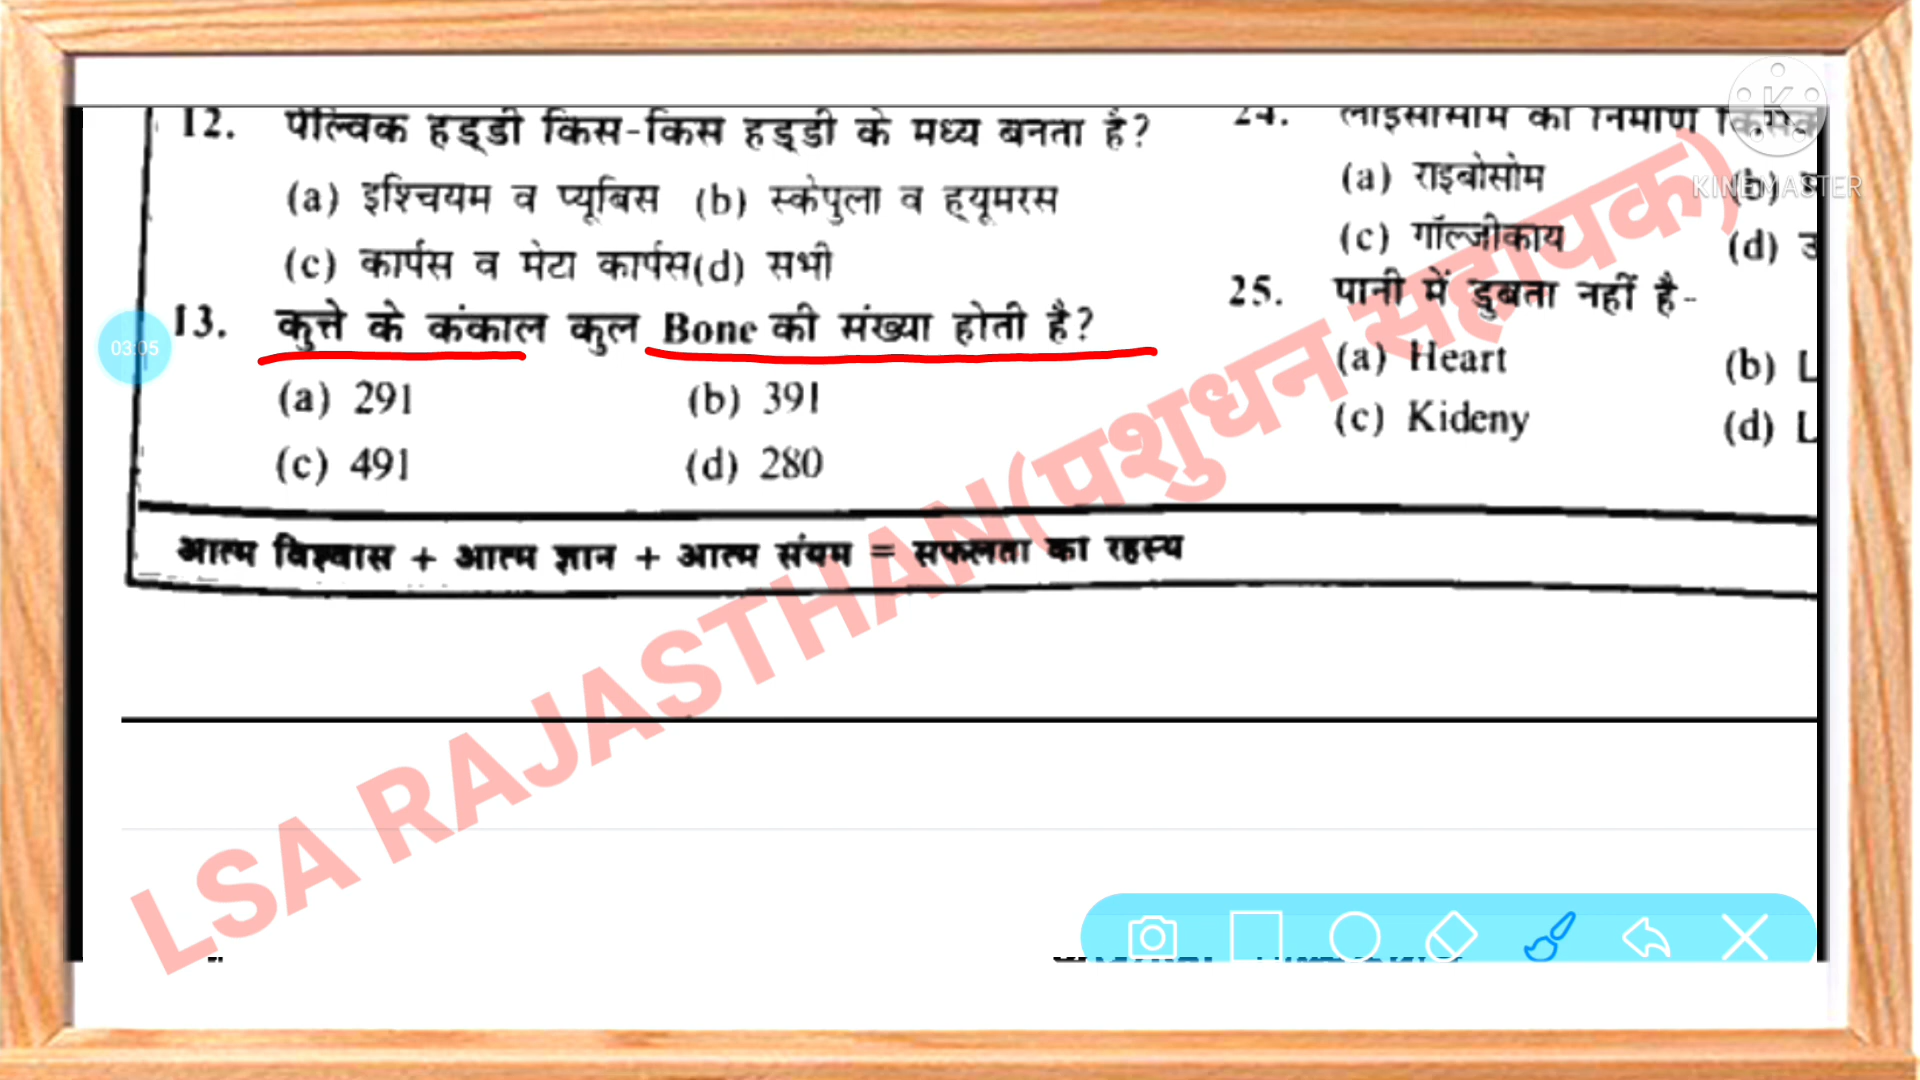 12. पेल्विक हड्डी किस-किस हड्डी के मध्य बनता है?
(a) इश्चियम व प्यूबिस (b) स्केपुला व ह्यूमरस
(c) कार्पस व मेटा कार्पस(d) सभी
13. कुत्ते के कंकाल कुल Bone की संख्या होती है?
(a) 291 (b) 391
(c) 491 (d) 280
24. लाइसोसोम का निर्माण
(a) राइबोसोम (b)
(c) गॉल्जीकाय (d)
25. पानी में डुबता नहीं है-
(a) Heart (b) L
(c) Kideny (d) L
आत्म विश्वास + आत्म ज्ञान + आत्म संयम = सफलता का रहस्य
LSA RAJASTHAN(पशुधन सहायक)
03:05
K
KINEMASTER